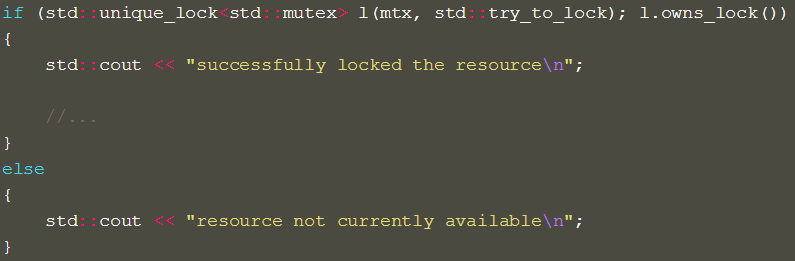 if (std::unique_lock<std::mutex> l(mtx, std::try_to_lock); l.owns_lock())
{
    std::cout << "successfully locked the resource\n";
    //...
}
else
{
    std::cout << "resource not currently available\n";
}